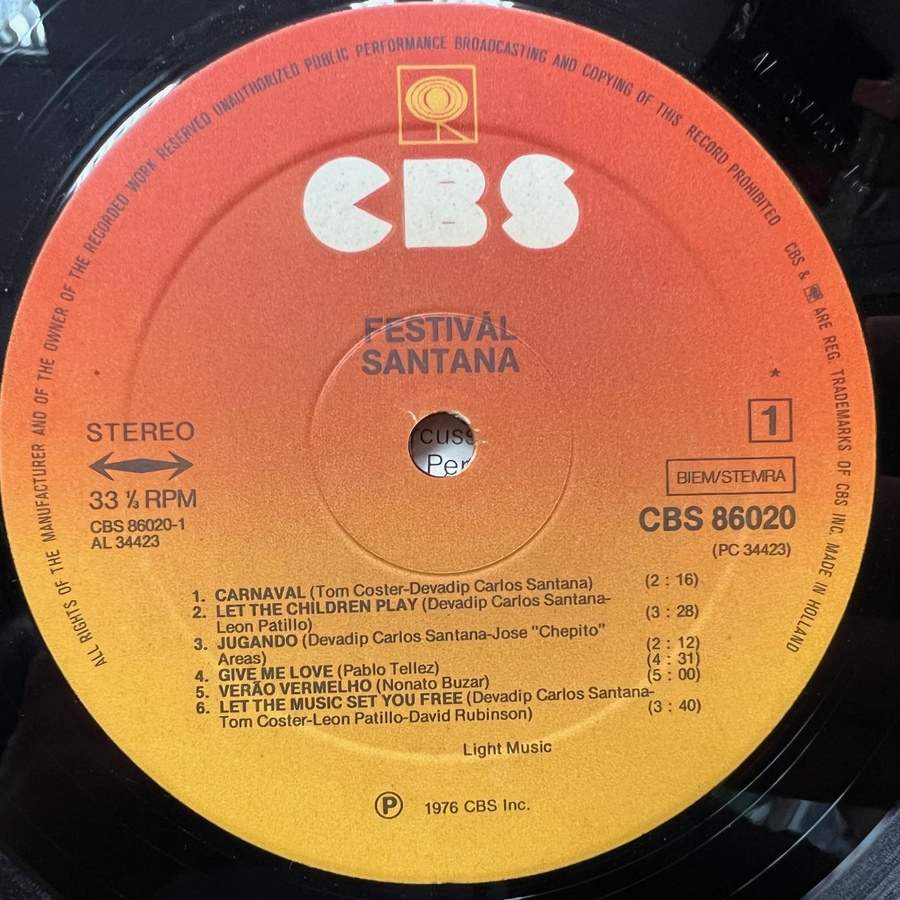 ALL RIGHTS OF THE MANUFACTURER AND OF THE OWNER OF THE RECORDED WORK RESERVED UNAUTHORIZED PUBLIC PERFORMANCE BROADCASTING AND COPYING OF THIS RECORD PROHIBITED
CBS & ARE REG. TRADEMARKS OF CBS INC. MADE IN HOLLAND
CBS
FESTIVÁL
SANTANA
STEREO
33 ⅓ RPM
CBS 86020-1
AL 34423
*
1
BIEM/STEMRA
CBS 86020
(PC 34423)
cuss
Per
1. CARNAVAL (Tom Coster-Devadip Carlos Santana) (2 : 16)
2. LET THE CHILDREN PLAY (Devadip Carlos Santana-
Leon Patillo) (3 : 28)
3. JUGANDO (Devadip Carlos Santana-Jose "Chepito" (2 : 12)
Areas)
4. GIVE ME LOVE (Pablo Tellez) (4 : 31)
5. VERÃO VERMELHO (Nonato Buzar) (5 : 00)
6. LET THE MUSIC SET YOU FREE (Devadip Carlos Santana-
Tom Coster-Leon Patillo-David Rubinson) (3 : 40)
Light Music
Ⓟ 1976 CBS Inc.